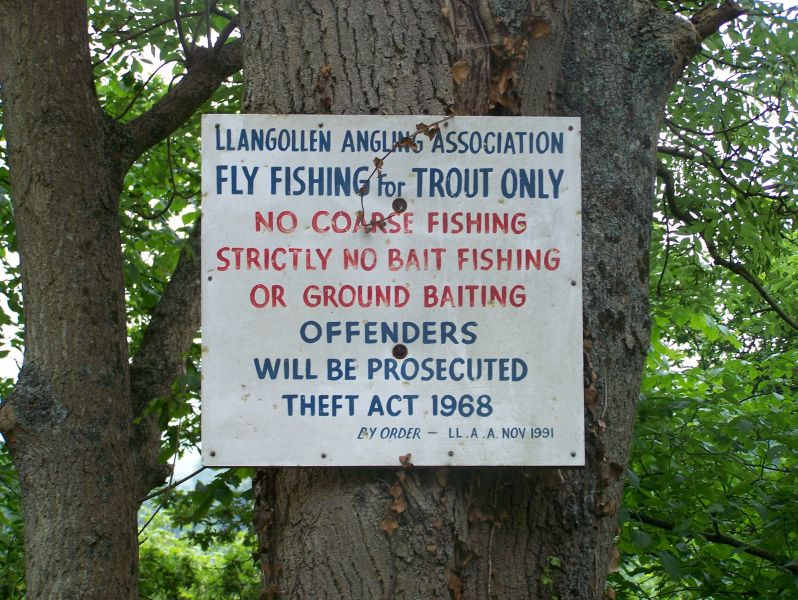 LLANGOLLEN ANGLING ASSOCIATION
FLY FISHING for TROUT ONLY
NO COARSE FISHING
STRICTLY NO BAIT FISHING
OR GROUND BAITING
OFFENDERS
WILL BE PROSECUTED
THEFT ACT 1968
BY ORDER – LL.A.A. NOV 1991